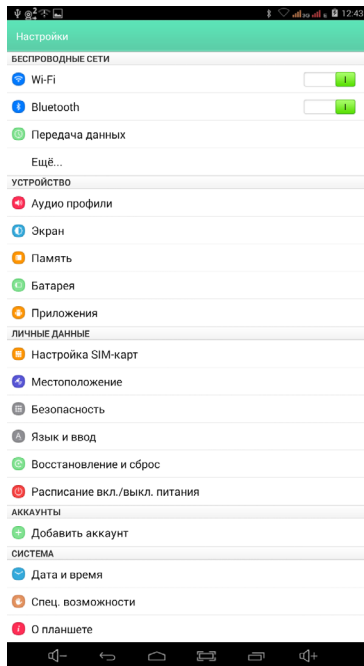 12:43
Настройки
БЕСПРОВОДНЫЕ СЕТИ
Wi-Fi
Bluetooth
Передача данных
Ещё...
УСТРОЙСТВО
Аудио профили
Экран
Память
Батарея
Приложения
ЛИЧНЫЕ ДАННЫЕ
Настройка SIM-карт
Местоположение
Безопасность
Язык и ввод
Восстановление и сброс
Расписание вкл./выкл. питания
АККАУНТЫ
Добавить аккаунт
СИСТЕМА
Дата и время
Спец. возможности
О планшете